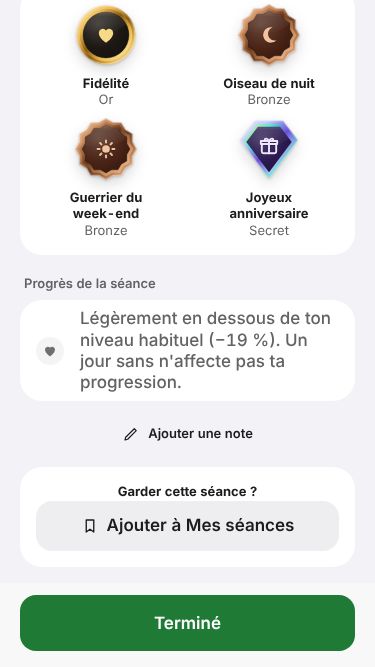 Fidélité
Or
Oiseau de nuit
Bronze
Guerrier du
week-end
Bronze
Joyeux
anniversaire
Secret
Progrès de la séance
Légèrement en dessous de ton
niveau habituel (−19 %). Un
jour sans n'affecte pas ta
progression.
Ajouter une note
Garder cette séance ?
Ajouter à Mes séances
Terminé